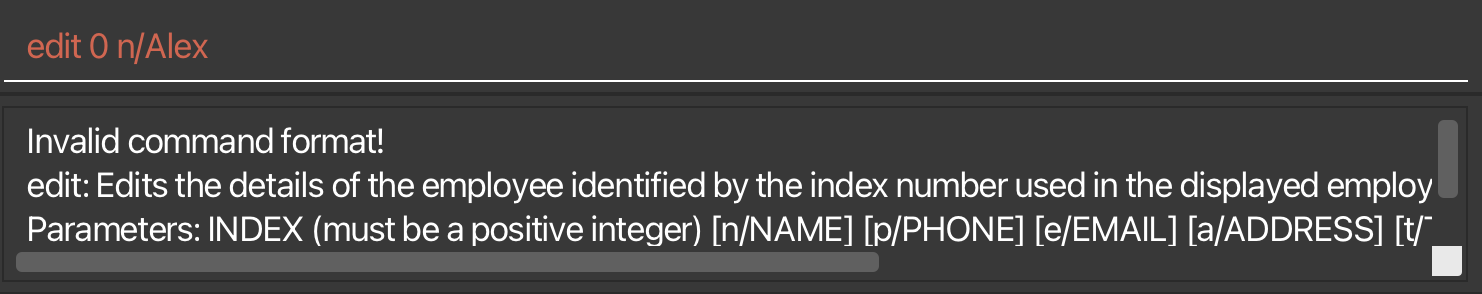 edit 0 n/Alex
Invalid command format!
edit: Edits the details of the employee identified by the index number used in the displayed employ
Parameters: INDEX (must be a positive integer) [n/NAME] [p/PHONE] [e/EMAIL] [a/ADDRESS] [t/